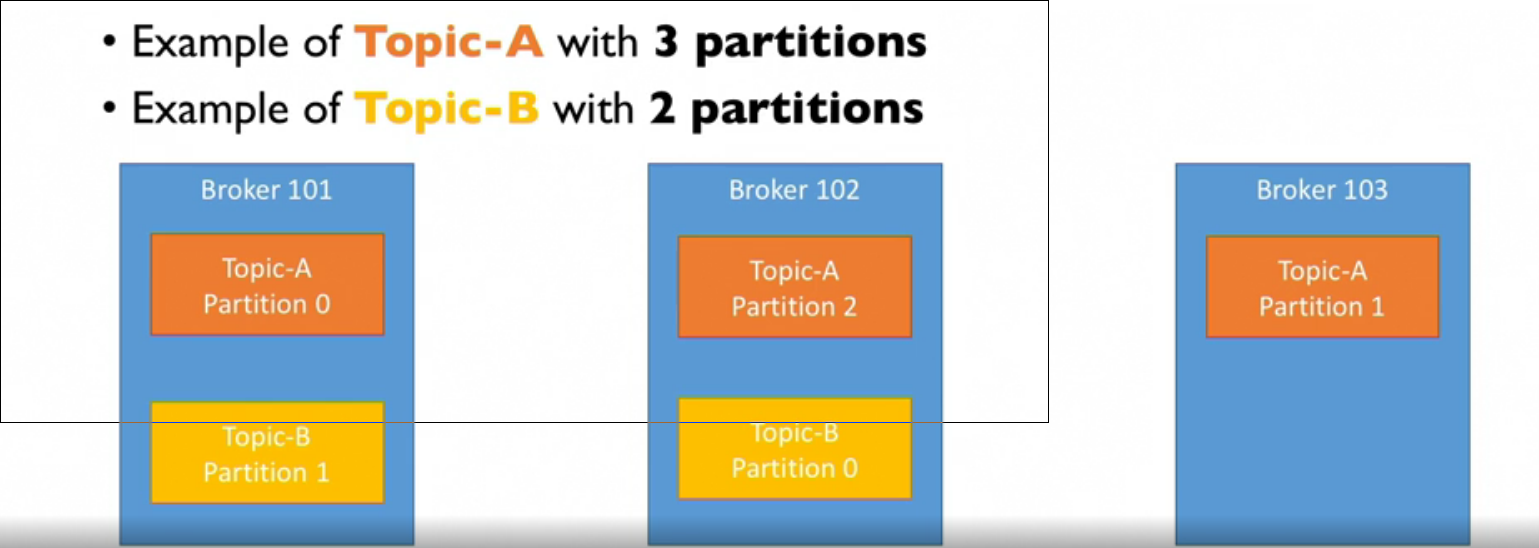 • Example of Topic-A with 3 partitions
• Example of Topic-B with 2 partitions
Broker 101
Topic-A
Partition 0
Topic-B
Partition 1
Broker 102
Topic-A
Partition 2
Topic-B
Partition 0
Broker 103
Topic-A
Partition 1